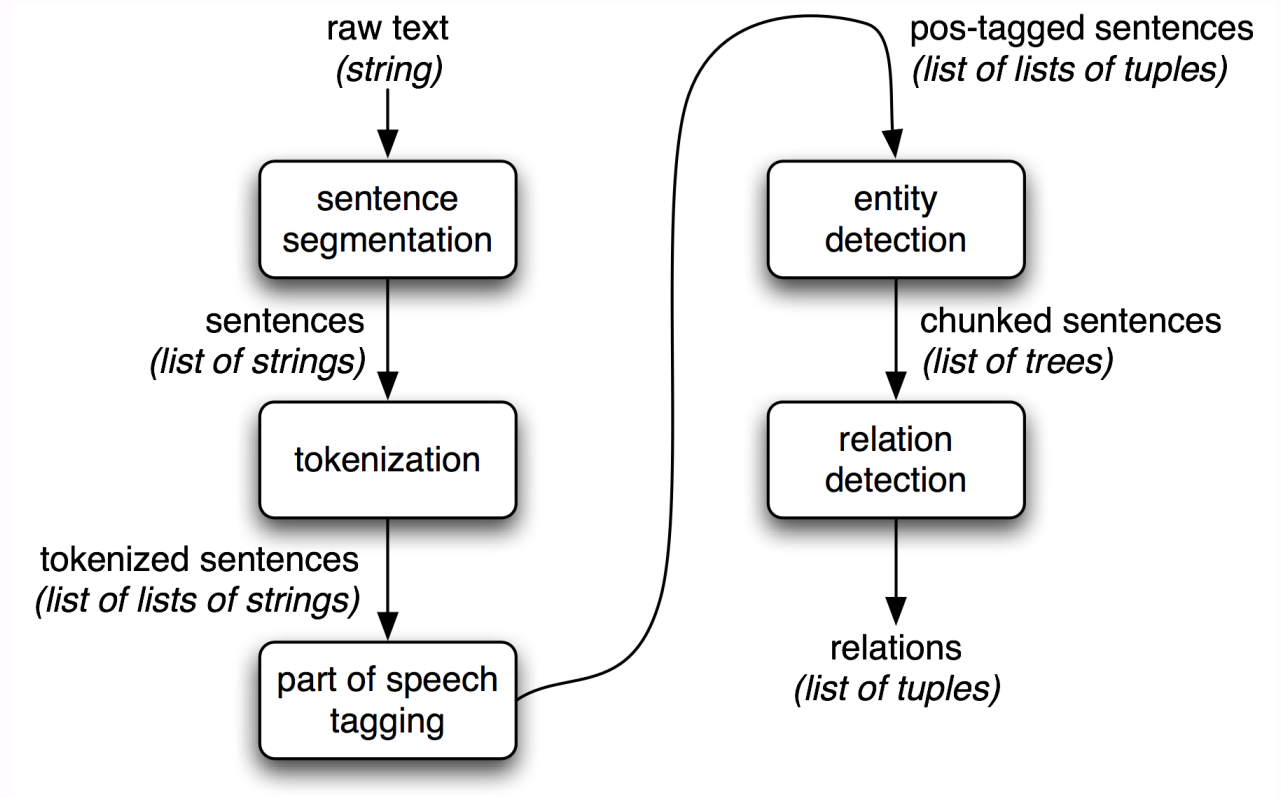 raw text
(string)
sentence
segmentation
sentences
(list of strings)
tokenization
tokenized sentences
(list of lists of strings)
part of speech
tagging
pos-tagged sentences
(list of lists of tuples)
entity
detection
chunked sentences
(list of trees)
relation
detection
relations
(list of tuples)